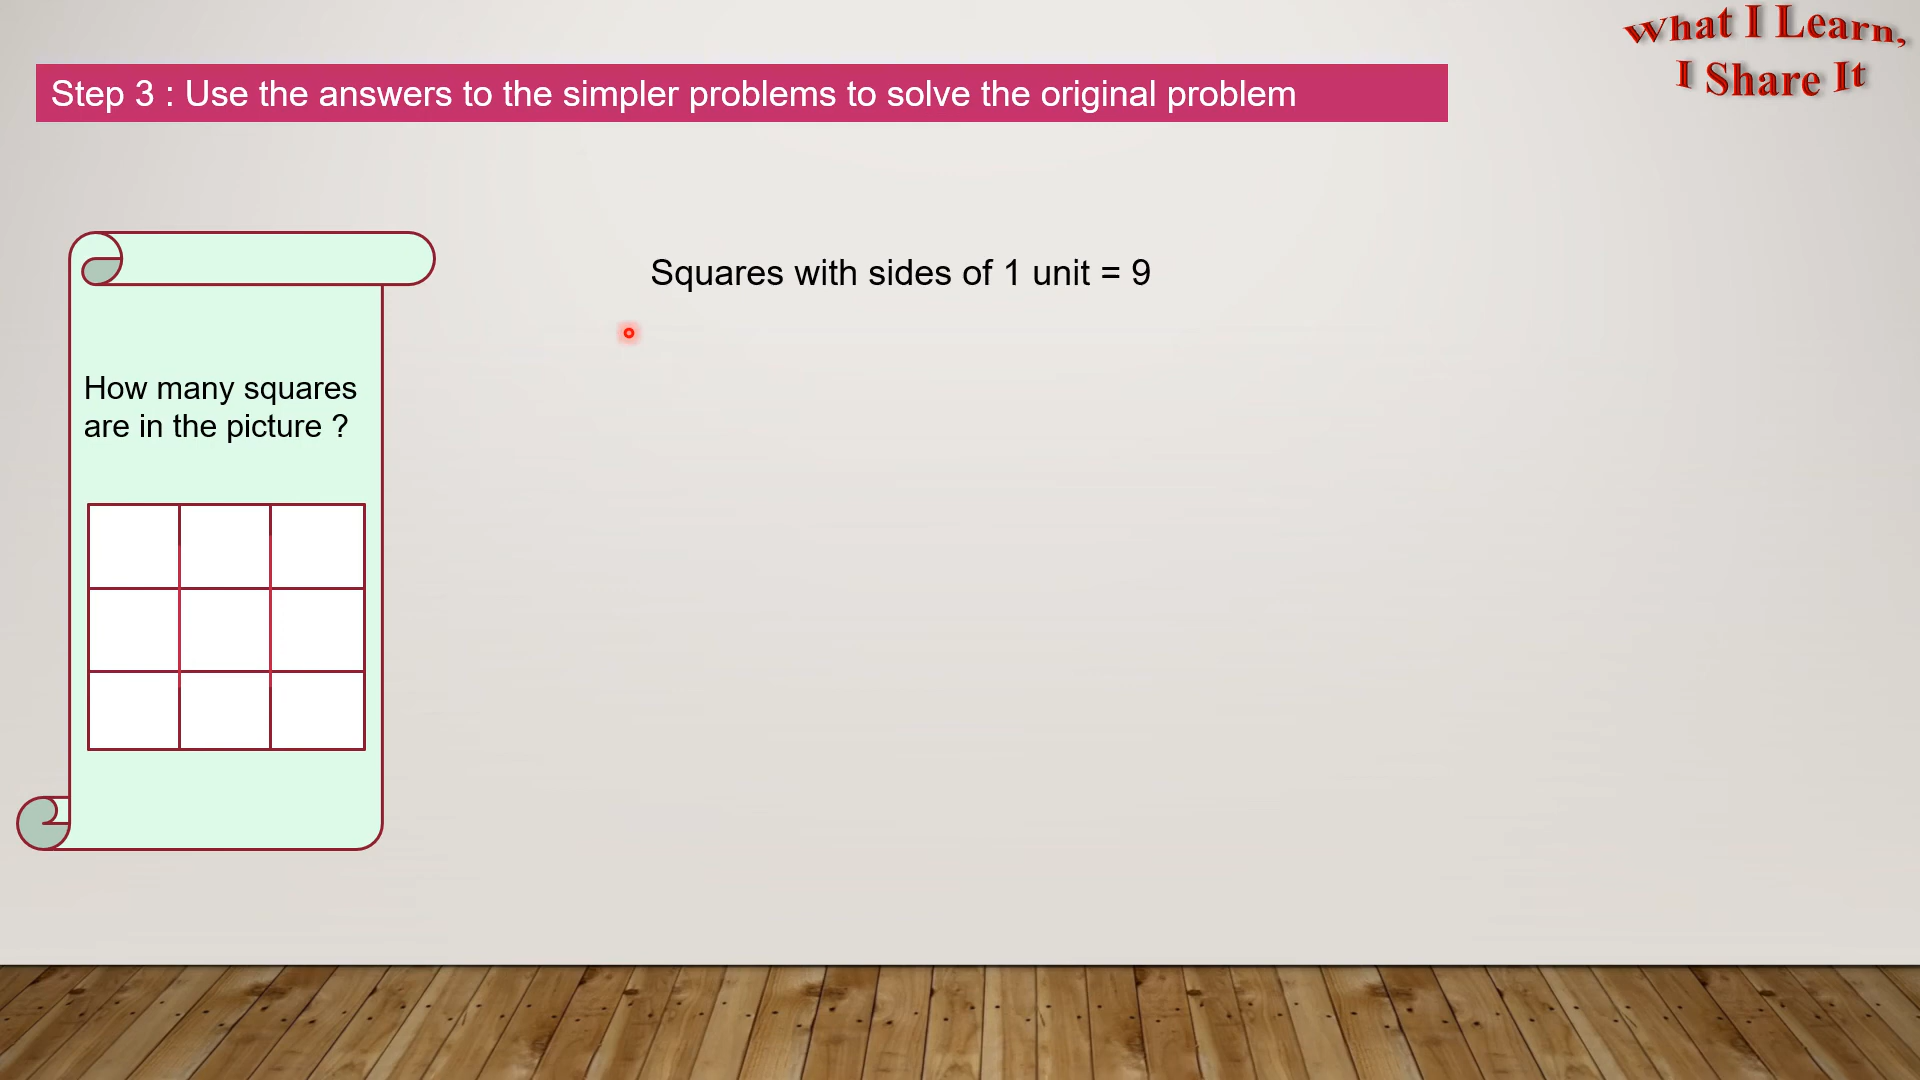 What I Learn,
I Share It
Step 3 : Use the answers to the simpler problems to solve the original problem
Squares with sides of 1 unit = 9
How many squares
are in the picture ?